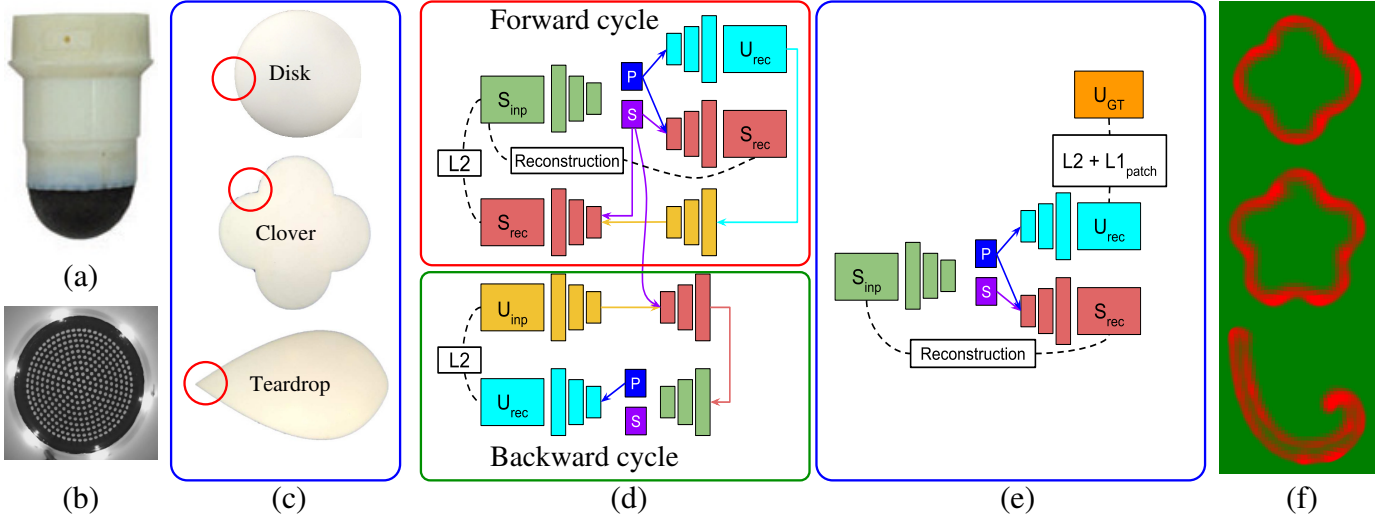 (a)
(b)
Disk
Clover
Teardrop
(c)
Forward cycle
S_inp
P
S
U_rec
S_rec
Reconstruction
L2
S_rec
U_inp
L2
U_rec
P
S
Backward cycle
(d)
U_GT
L2 + L1_patch
U_rec
P
S
S_inp
S_rec
Reconstruction
(e)
(f)